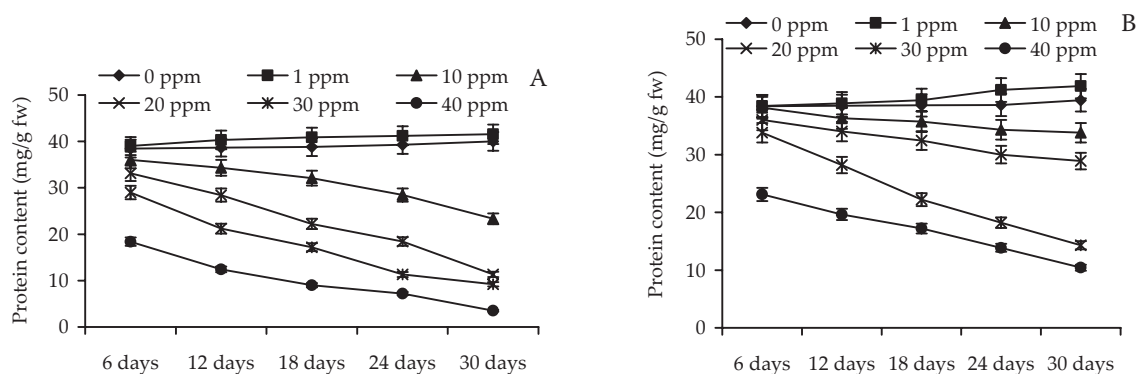 0 ppm 1 ppm 10 ppm
20 ppm 30 ppm 40 ppm
A
Protein content (mg/g fw)
50
40
30
20
10
0
6 days 12 days 18 days 24 days 30 days
0 ppm 1 ppm 10 ppm
20 ppm 30 ppm 40 ppm
B
Protein content (mg/g fw)
50
40
30
20
10
0
6 days 12 days 18 days 24 days 30 days